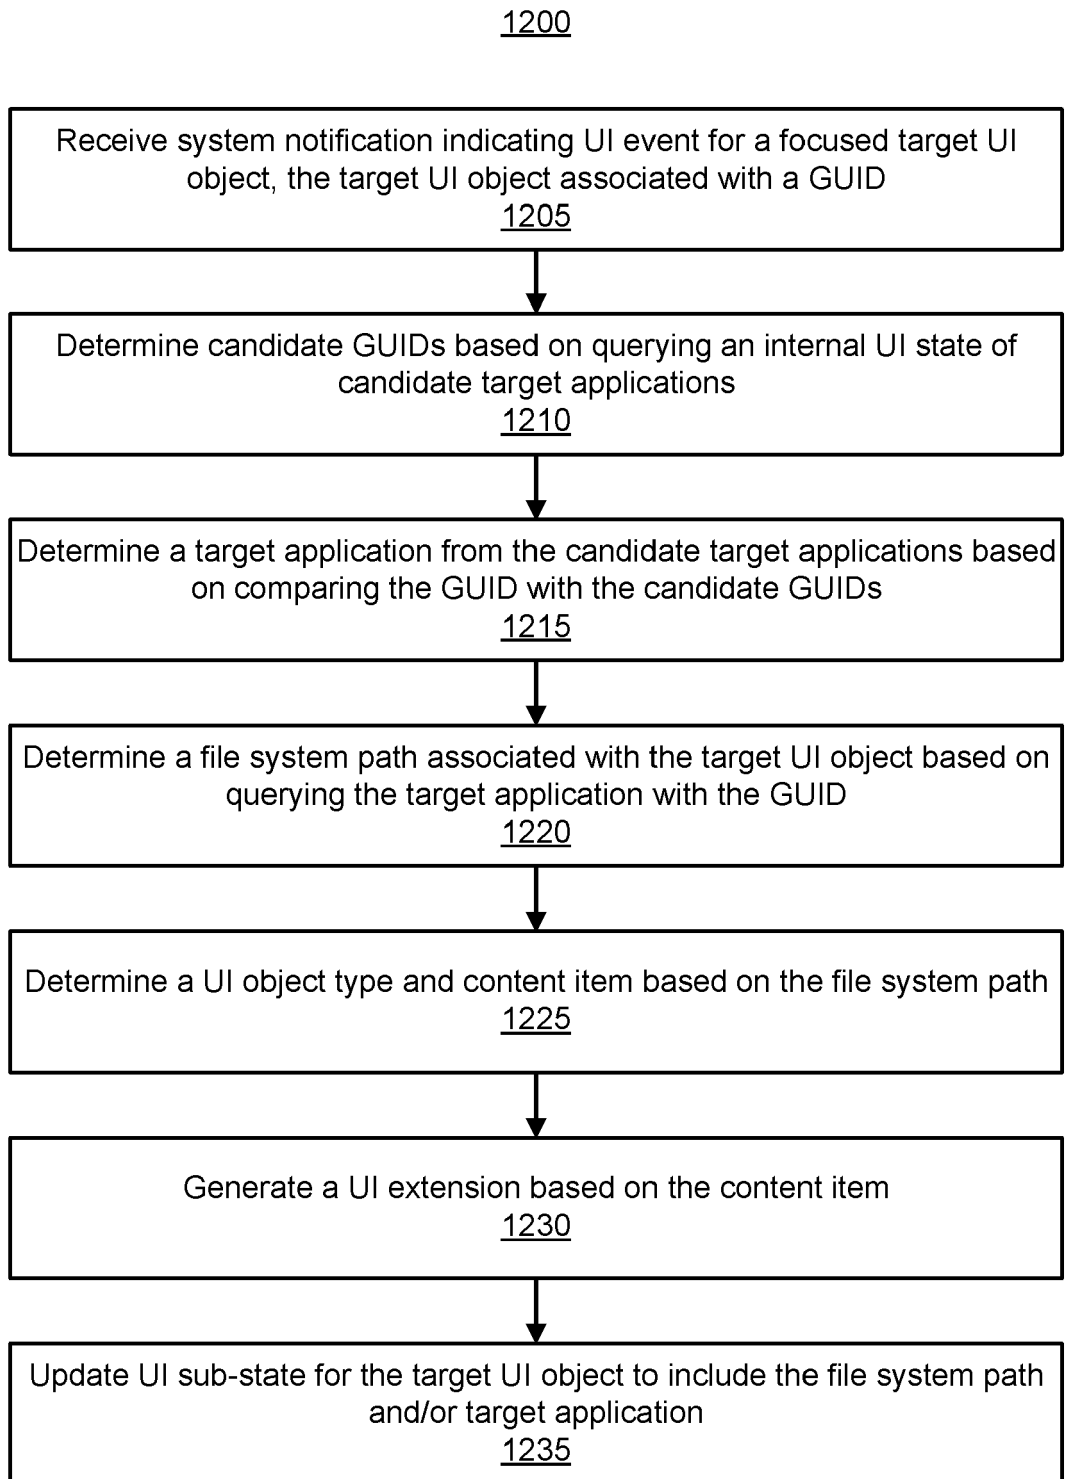 1200
Receive system notification indicating UI event for a focused target UI
object, the target UI object associated with a GUID
1205
Determine candidate GUIDs based on querying an internal UI state of
candidate target applications
1210
Determine a target application from the candidate target applications based
on comparing the GUID with the candidate GUIDs
1215
Determine a file system path associated with the target UI object based on
querying the target application with the GUID
1220
Determine a UI object type and content item based on the file system path
1225
Generate a UI extension based on the content item
1230
Update UI sub-state for the target UI object to include the file system path
and/or target application
1235